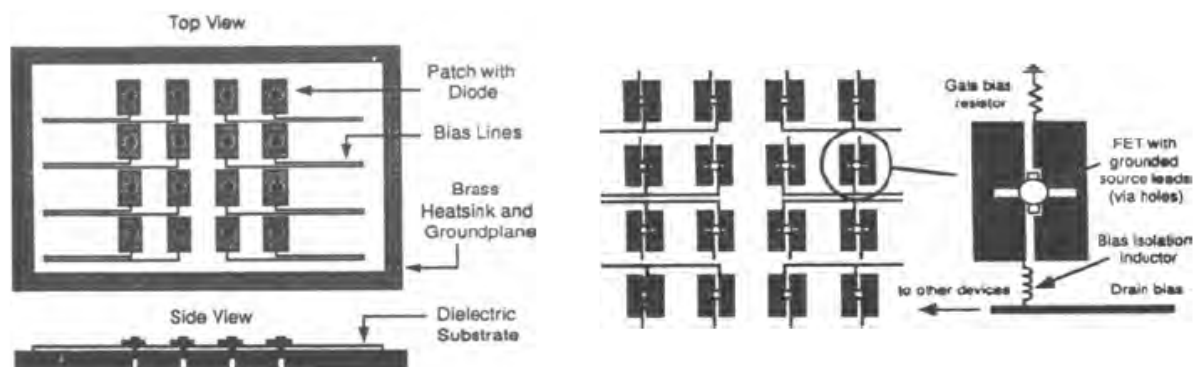 Top View
Patch with
Diode
Bias Lines
Brass
Heatsink and
Groundplane
Side View
Dielectric
Substrate
Gate bias
resistor
FET with
grounded
source leads
(via holes)
Bias Isolation
Inductor
to other devices
Drain bias